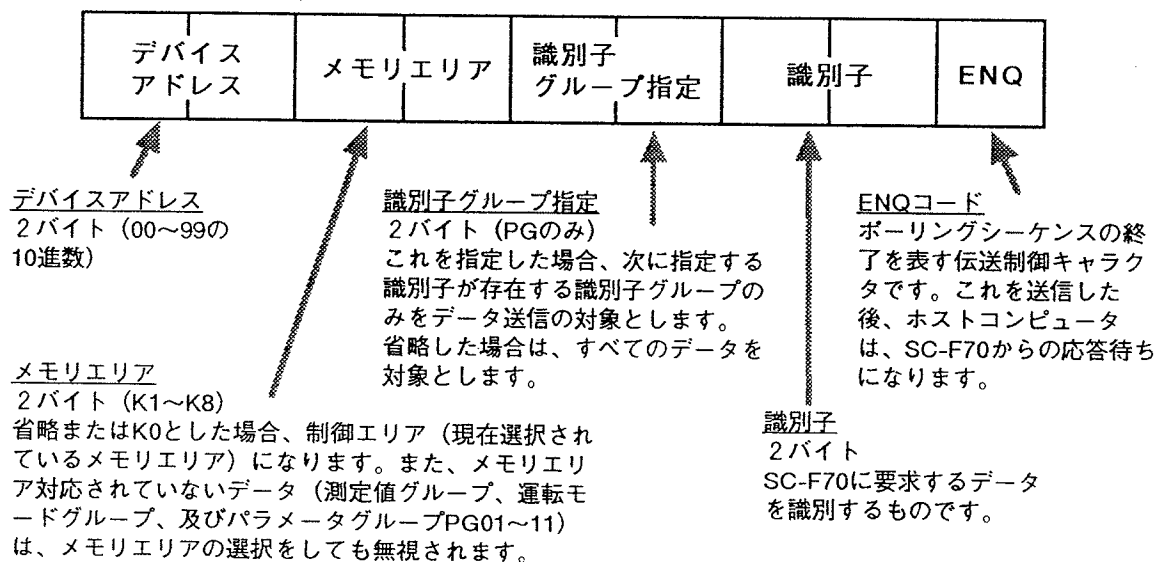 デバイス
アドレス
メモリエリア
識別子
グループ指定
識別子
ENQ
デバイスアドレス
2バイト（00～99の
10進数）
識別子グループ指定
2バイト（PGのみ）
これを指定した場合、次に指定する
識別子が存在する識別子グループの
みをデータ送信の対象とします。
省略した場合は、すべてのデータを
対象とします。
ENQコード
ポーリングシーケンスの終
了を表す伝送制御キャラク
タです。これを送信した
後、ホストコンピュータ
は、SC-F70からの応答待ち
になります。
メモリエリア
2バイト（K1～K8）
省略またはK0とした場合、制御エリア（現在選択され
ているメモリエリア）になります。また、メモリエリ
ア対応されていないデータ（測定値グループ、運転モ
ードグループ、及びパラメータグループPG01～11）
は、メモリエリアの選択をしても無視されます。
識別子
2バイト
SC-F70に要求するデータ
を識別するものです。